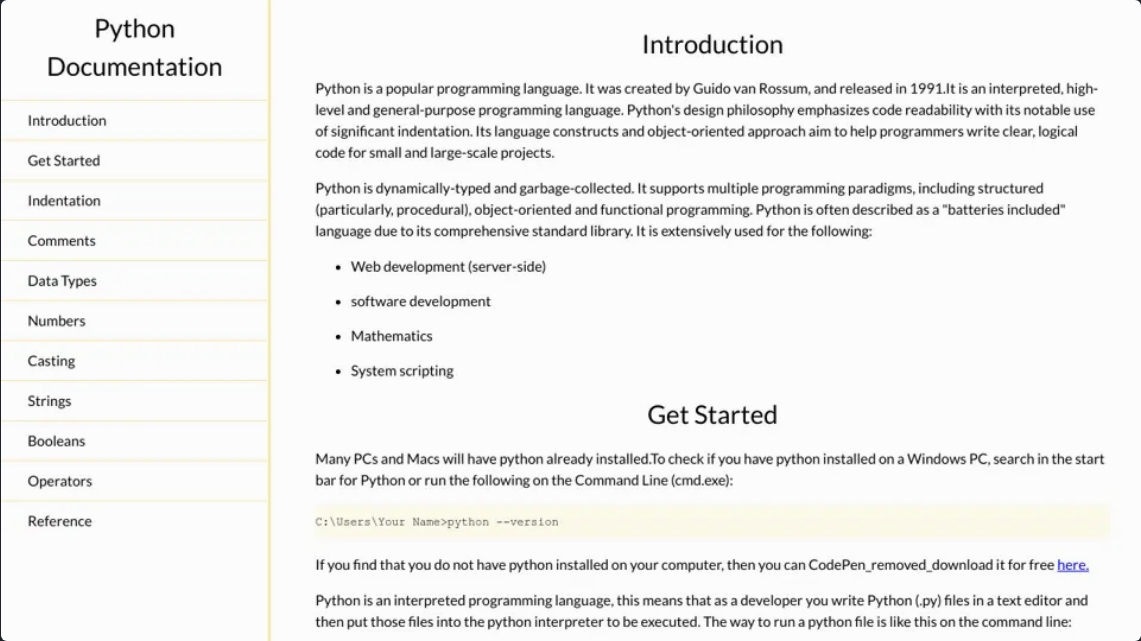 Python
Documentation
Introduction
Get Started
Indentation
Comments
Data Types
Numbers
Casting
Strings
Booleans
Operators
Reference
Introduction
Python is a popular programming language. It was created by Guido van Rossum, and released in 1991.It is an interpreted, high-
level and general-purpose programming language. Python's design philosophy emphasizes code readability with its notable use
of significant indentation. Its language constructs and object-oriented approach aim to help programmers write clear, logical
code for small and large-scale projects.
Python is dynamically-typed and garbage-collected. It supports multiple programming paradigms, including structured
(particularly, procedural), object-oriented and functional programming. Python is often described as a "batteries included"
language due to its comprehensive standard library. It is extensively used for the following:
• Web development (server-side)
• software development
• Mathematics
• System scripting
Get Started
Many PCs and Macs will have python already installed.To check if you have python installed on a Windows PC, search in the start
bar for Python or run the following on the Command Line (cmd.exe):
C:\Users\Your Name>python --version
If you find that you do not have python installed on your computer, then you can CodePen_removed_download it for free here.
Python is an interpreted programming language, this means that as a developer you write Python (.py) files in a text editor and
then put those files into the python interpreter to be executed. The way to run a python file is like this on the command line: